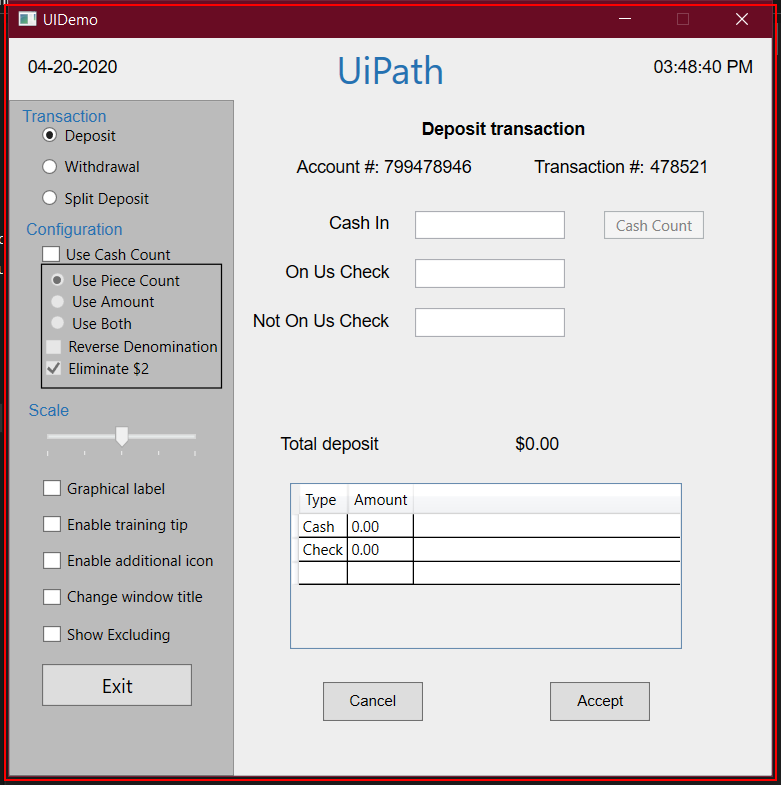 UIDemo
04-20-2020
UiPath
03:48:40 PM
Transaction
Deposit
Withdrawal
Split Deposit
Configuration
Use Cash Count
Use Piece Count
Use Amount
Use Both
Reverse Denomination
Eliminate $2
Scale
Graphical label
Enable training tip
Enable additional icon
Change window title
Show Excluding
Exit
Deposit transaction
Account #: 799478946 Transaction #: 478521
Cash In
Cash Count
On Us Check
Not On Us Check
Total deposit $0.00
Type Amount
Cash 0.00
Check 0.00
Cancel Accept